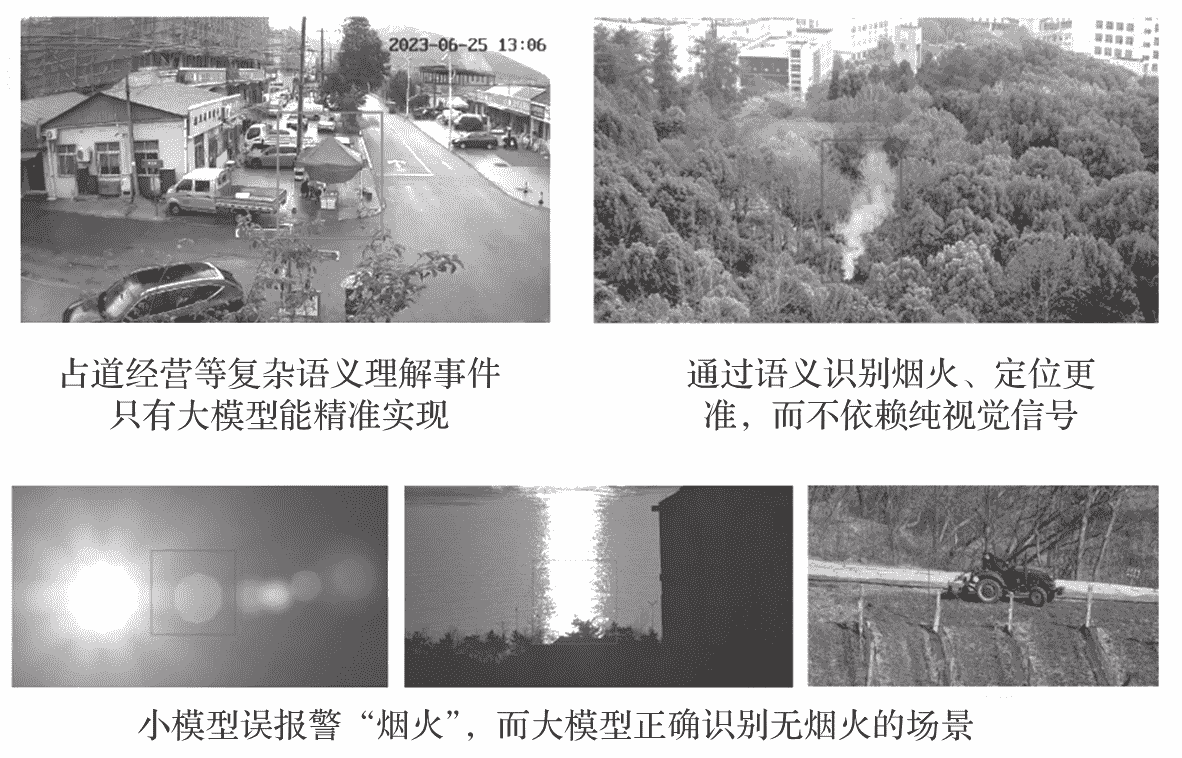 2023-06-25 13:06
占道经营等复杂语义理解事件
只有大模型能精准实现
通过语义识别烟火、定位更
准，而不依赖纯视觉信号
小模型误报警“烟火”，而大模型正确识别无烟火的场景